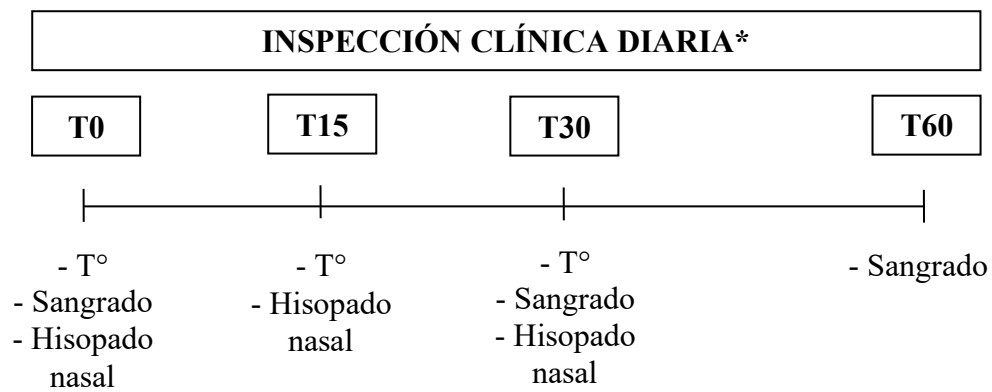 INSPECCIÓN CLÍNICA DIARIA*
T0
T15
T30
T60
- T°
- Sangrado
- Hisopado
nasal
- T°
- Hisopado
nasal
- T°
- Sangrado
- Hisopado
nasal
- Sangrado